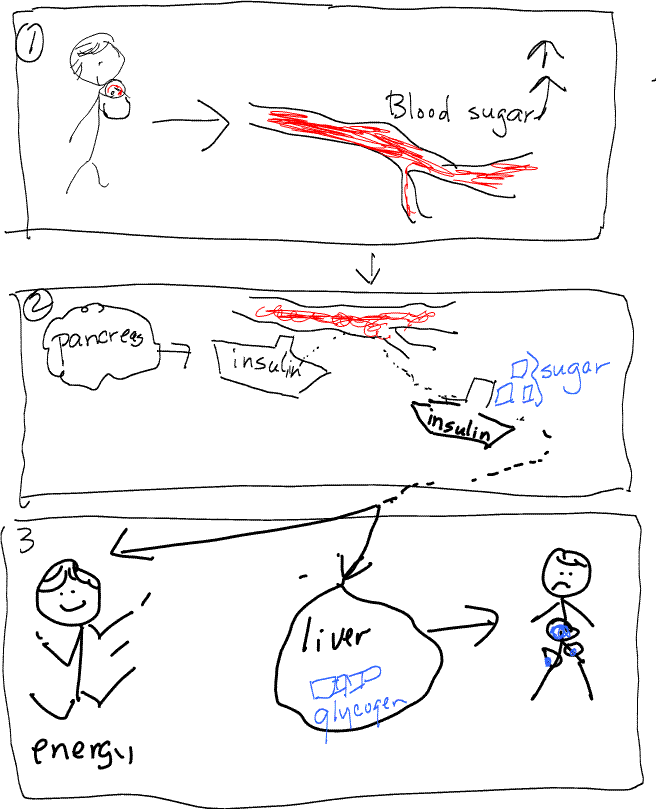 1
Blood sugar
2
pancreas
insulin
sugar
insulin
3
liver
glycogen
energy